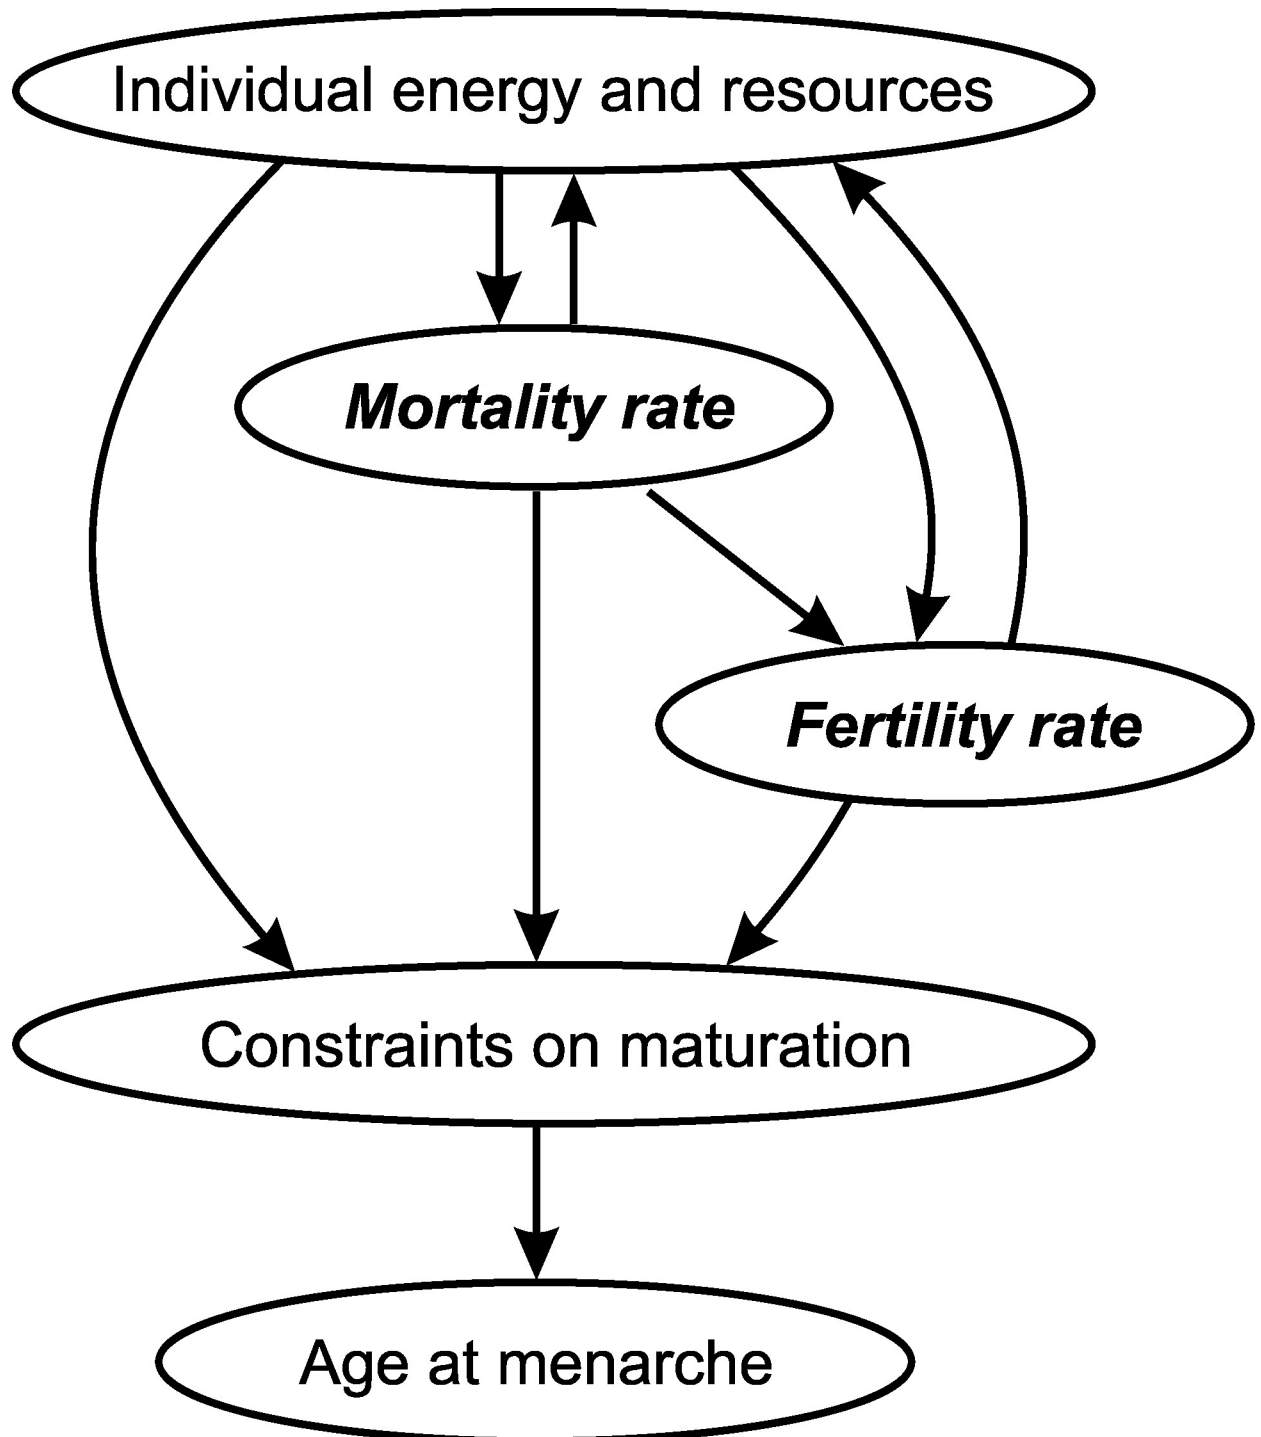 Individual energy and resources
Mortality rate
Fertility rate
Constraints on maturation
Age at menarche